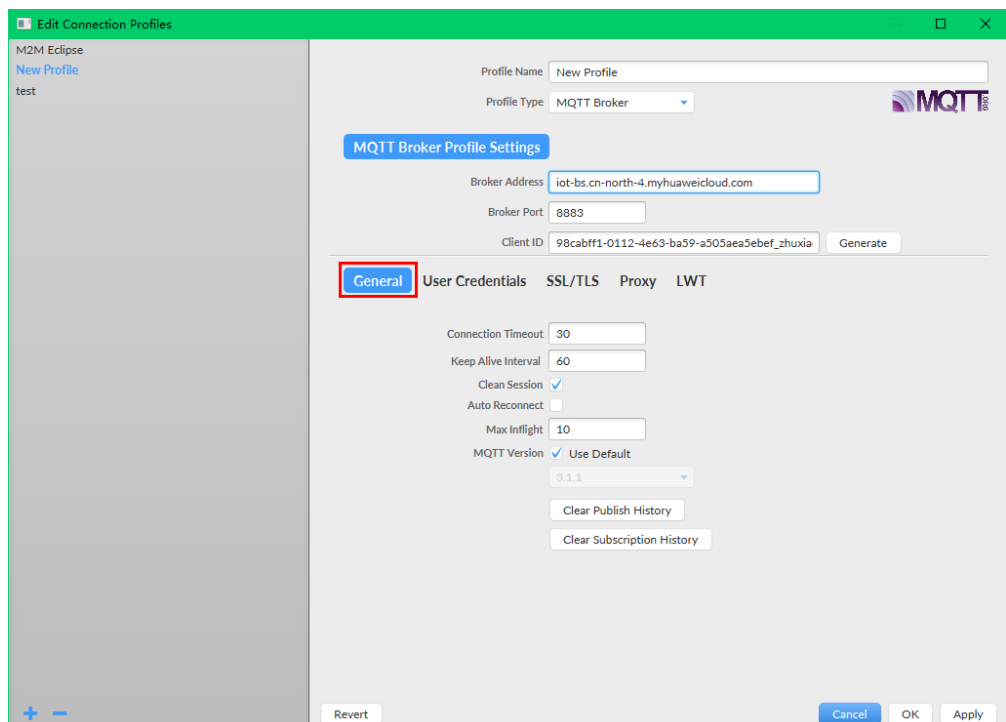 Edit Connection Profiles
M2M Eclipse
New Profile
test
Profile Name New Profile
Profile Type MQTT Broker
MQTT
.ORG
MQTT Broker Profile Settings
Broker Address iot-bs.cn-north-4.myhuaweicloud.com
Broker Port 8883
Client ID 98cabff1-0112-4e63-ba59-a505aea5ebef_zhuxia Generate
General User Credentials SSL/TLS Proxy LWT
Connection Timeout 30
Keep Alive Interval 60
Clean Session
Auto Reconnect
Max Inflight 10
MQTT Version Use Default
3.1.1
Clear Publish History
Clear Subscription History
Revert Cancel OK Apply